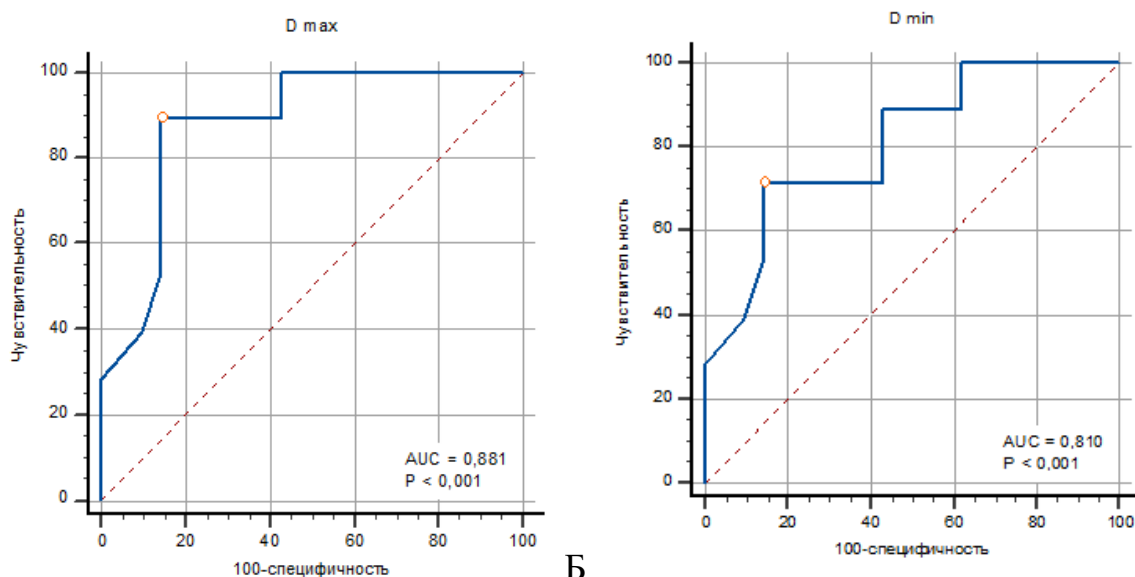 D max
100
80
60
40
20
0
Чувствительность
AUC = 0,881
P < 0,001
0 20 40 60 80 100
100-специфичность
Б
D min
100
80
60
40
20
0
Чувствительность
AUC = 0,810
P < 0,001
0 20 40 60 80 100
100-специфичность